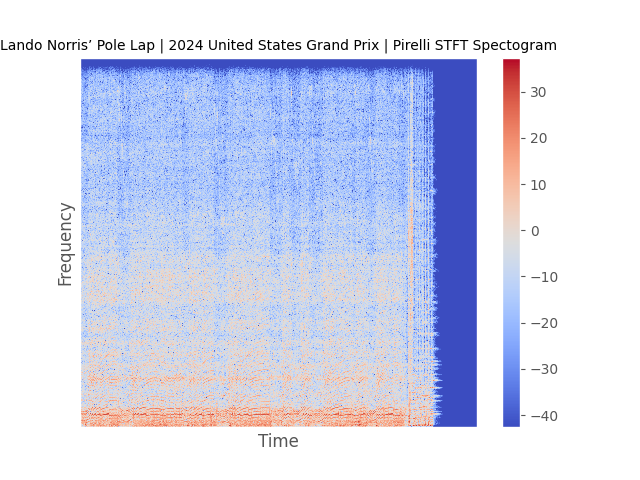 Lando Norris’ Pole Lap | 2024 United States Grand Prix | Pirelli STFT Spectogram
Frequency
Time
30
20
10
0
−10
−20
−30
−40